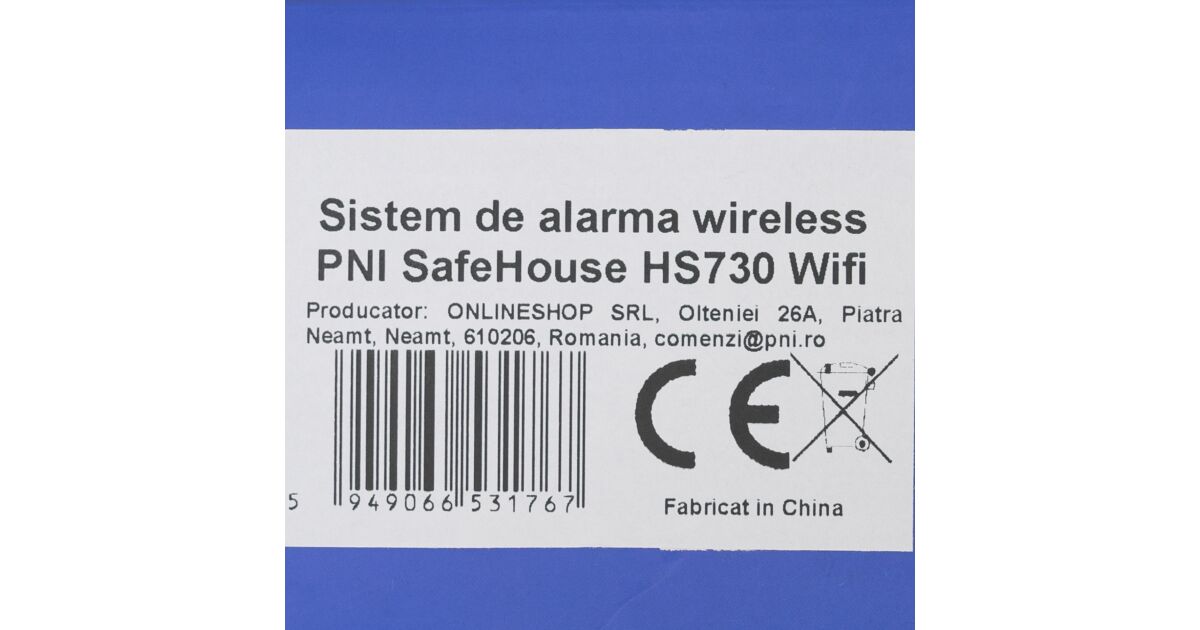 Sistem de alarma wireless
PNI SafeHouse HS730 Wifi
Producator: ONLINESHOP SRL, Olteniei 26A, Piatra
Neamt, Neamt, 610206, Romania, comenzi@pni.ro
CE
5 949066 531767
Fabricat in China